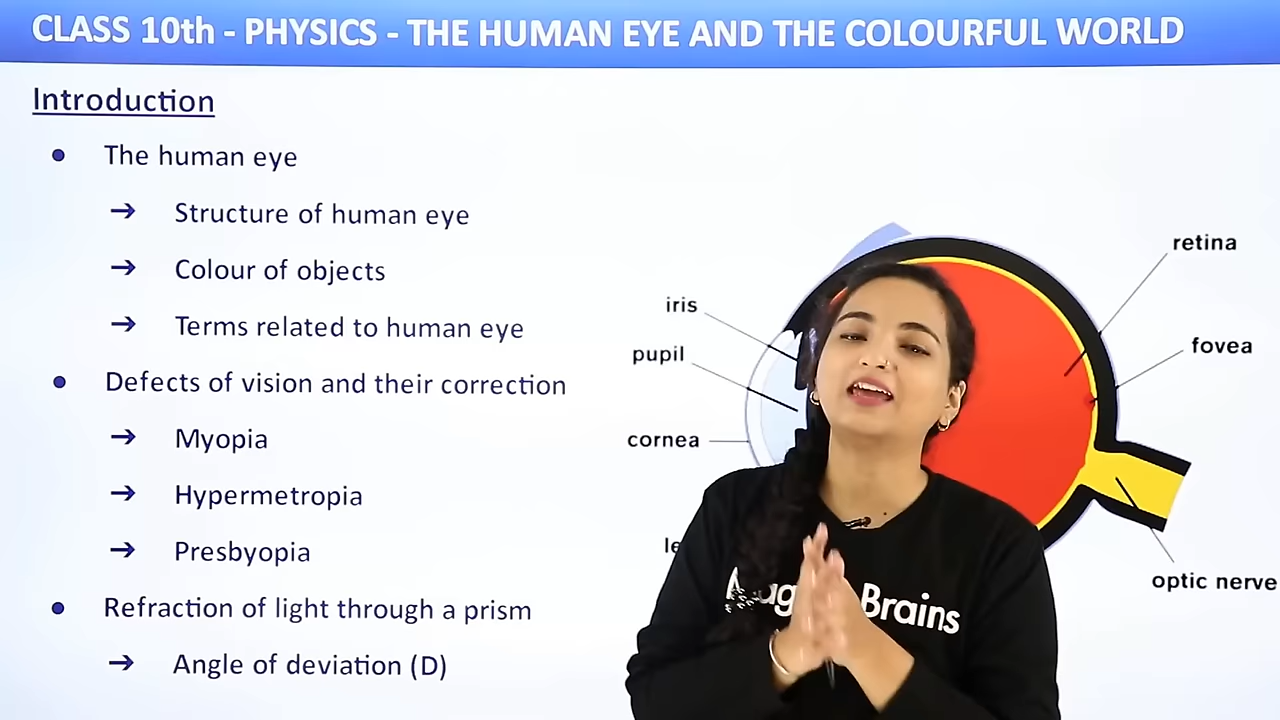 CLASS 10th - PHYSICS - THE HUMAN EYE AND THE COLOURFUL WORLD
Introduction
● The human eye
➔ Structure of human eye
➔ Colour of objects
➔ Terms related to human eye
● Defects of vision and their correction
➔ Myopia
➔ Hypermetropia
➔ Presbyopia
● Refraction of light through a prism
➔ Angle of deviation (D)
retina
iris
fovea
pupil
cornea
optic nerve
Brains